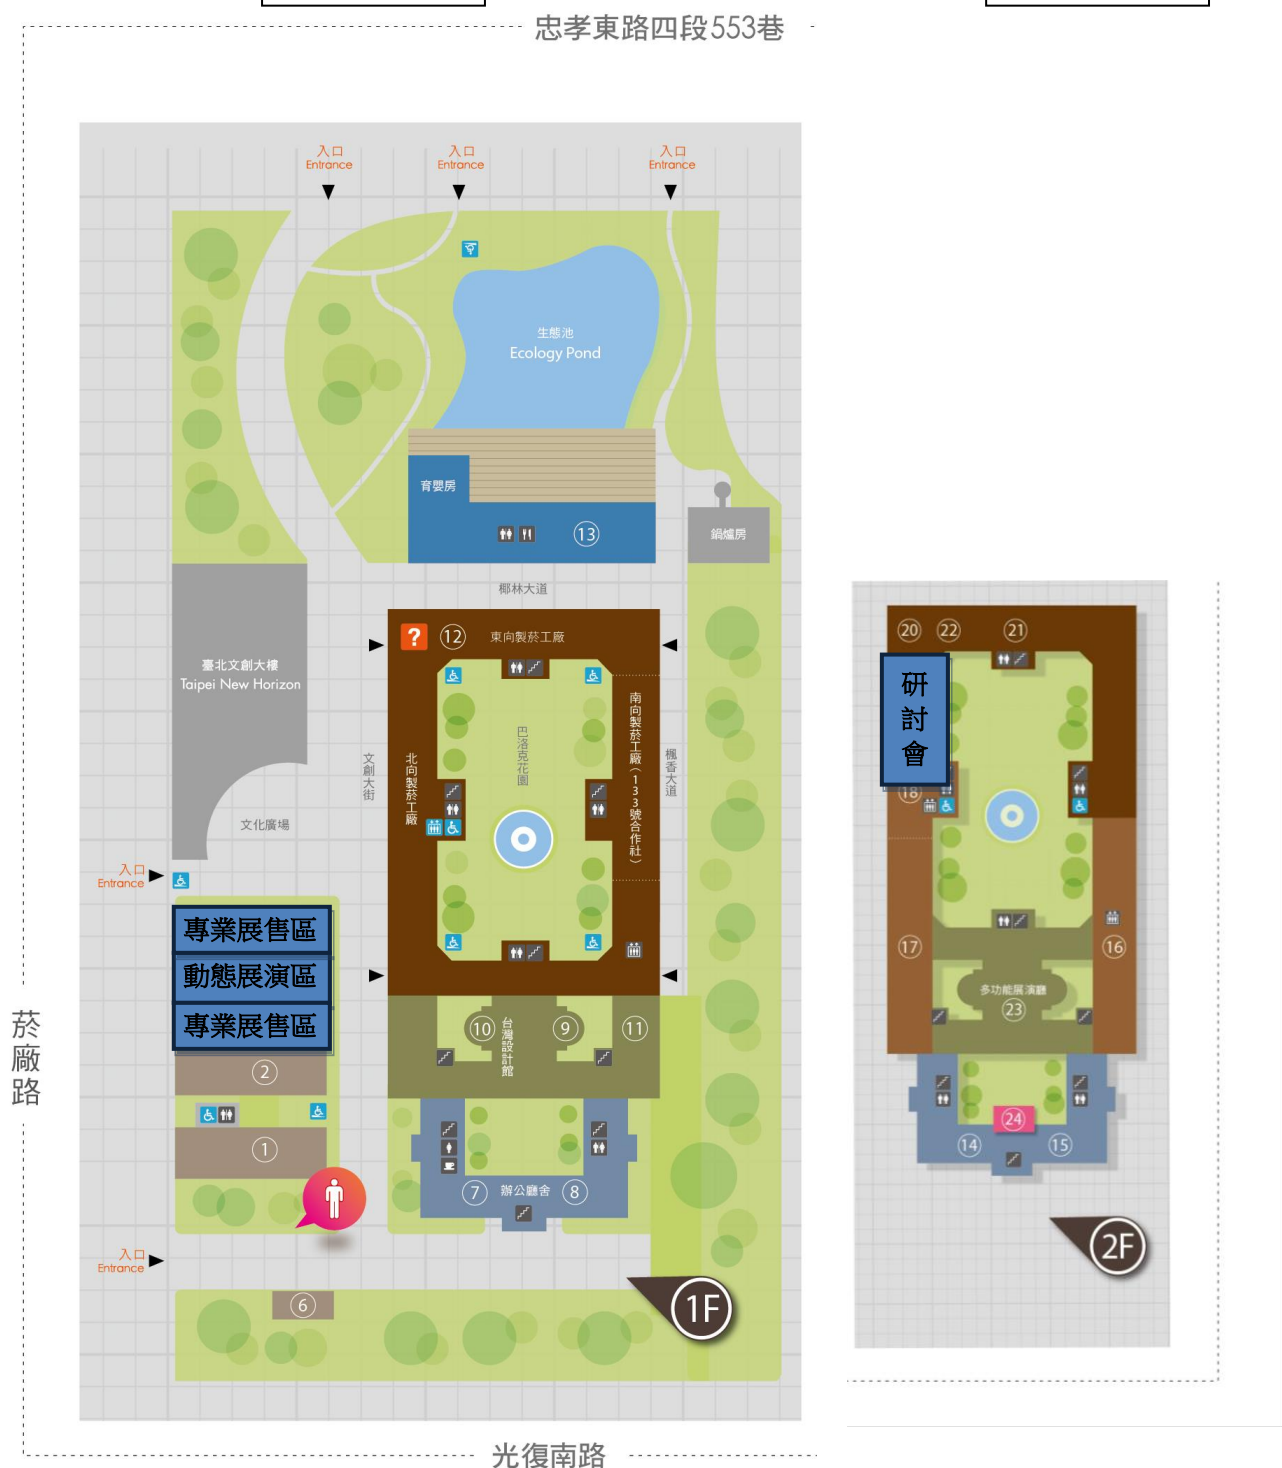 忠孝東路四段553巷
入口
Entrance
入口
Entrance
入口
Entrance
生態池
Ecology Pond
育嬰房
13
鍋爐房
椰林大道
臺北文創大樓
Taipei New Horizon
文化廣場
?
12
東向製菸工廠
文創大街
北向製菸工廠
巴洛克花園
南向製菸工廠(133號合作社)
楓香大道
入口
Entrance
專業展售區
動態展演區
專業展售區
2
1
10
台灣設計館
9
11
7
辦公廳舍
8
入口
Entrance
6
1F
菸廠路
光復南路
20
22
21
研討會
18
17
16
多功能展演廳
23
24
14
15
2F